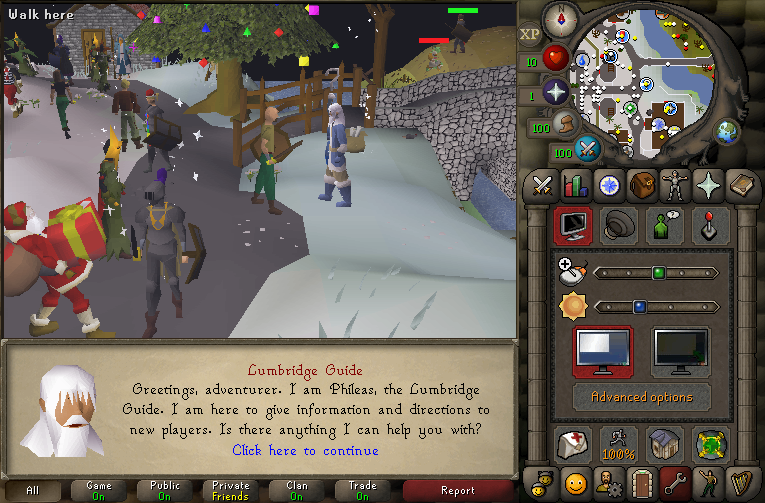 Walk here
XP
10
1
100
100
Lumbridge Guide
Greetings, adventurer. I am Phileas, the Lumbridge
Guide. I am here to give information and directions to
new players. Is there anything I can help you with?
Click here to continue
Advanced options
100%
All
Game
On
Public
On
Private
Friends
Clan
On
Trade
On
Report